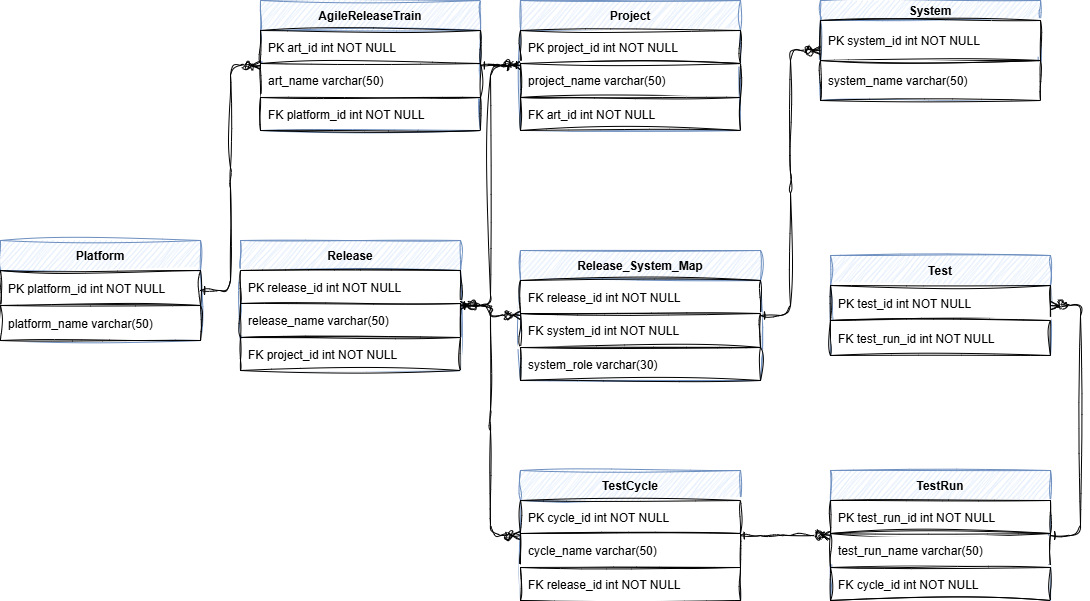 AgileReleaseTrain
PK art_id int NOT NULL
art_name varchar(50)
FK platform_id int NOT NULL
Project
PK project_id int NOT NULL
project_name varchar(50)
FK art_id int NOT NULL
System
PK system_id int NOT NULL
system_name varchar(50)
Platform
PK platform_id int NOT NULL
platform_name varchar(50)
Release
PK release_id int NOT NULL
release_name varchar(50)
FK project_id int NOT NULL
Release_System_Map
FK release_id int NOT NULL
FK system_id int NOT NULL
system_role varchar(30)
Test
PK test_id int NOT NULL
FK test_run_id int NOT NULL
TestCycle
PK cycle_id int NOT NULL
cycle_name varchar(50)
FK release_id int NOT NULL
TestRun
PK test_run_id int NOT NULL
test_run_name varchar(50)
FK cycle_id int NOT NULL